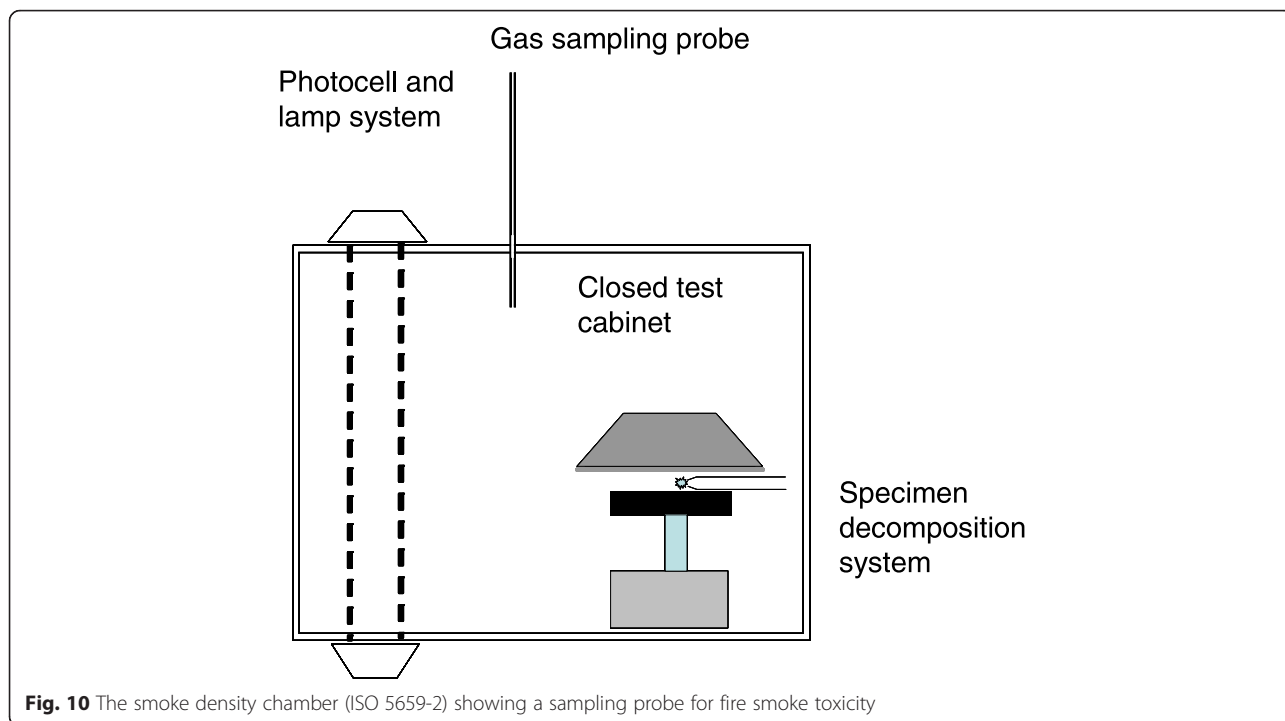 Gas sampling probe
Photocell and
lamp system
Closed test
cabinet
Specimen
decomposition
system
Fig. 10 The smoke density chamber (ISO 5659-2) showing a sampling probe for fire smoke toxicity